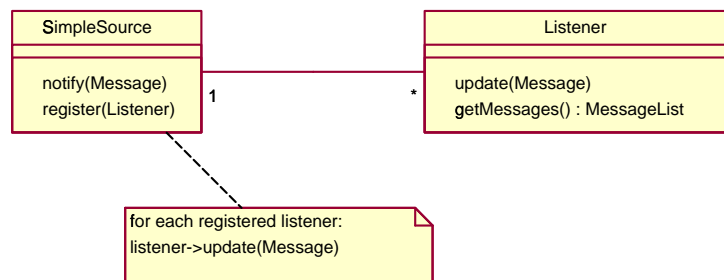 SimpleSource
notify(Message)
register(Listener)
1
*
Listener
update(Message)
getMessages() : MessageList
for each registered listener:
listener->update(Message)